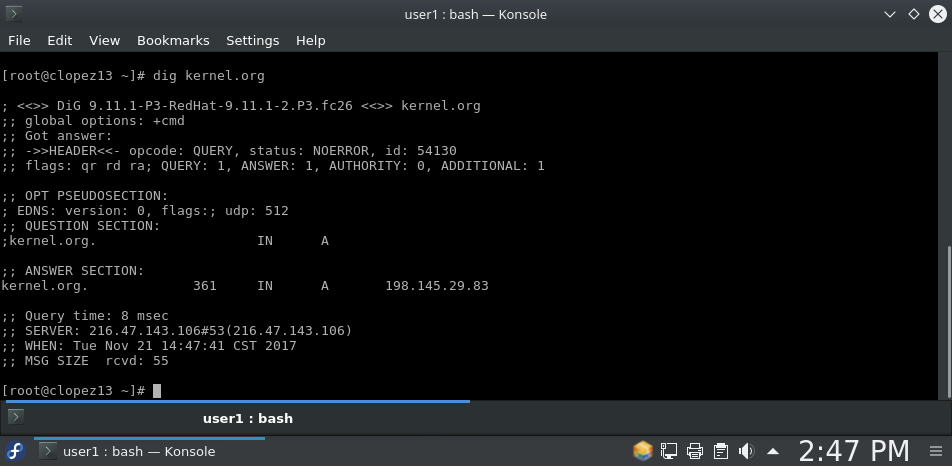 user1 : bash — Konsole
File Edit View Bookmarks Settings Help
[root@clopez13 ~]# dig kernel.org
; <<>> DiG 9.11.1-P3-RedHat-9.11.1-2.P3.fc26 <<>> kernel.org
;; global options: +cmd
;; Got answer:
;; ->>HEADER<<- opcode: QUERY, status: NOERROR, id: 54130
;; flags: qr rd ra; QUERY: 1, ANSWER: 1, AUTHORITY: 0, ADDITIONAL: 1
;; OPT PSEUDOSECTION:
; EDNS: version: 0, flags:; udp: 512
;; QUESTION SECTION:
;kernel.org. IN A
;; ANSWER SECTION:
kernel.org. 361 IN A 198.145.29.83
;; Query time: 8 msec
;; SERVER: 216.47.143.106#53(216.47.143.106)
;; WHEN: Tue Nov 21 14:47:41 CST 2017
;; MSG SIZE  rcvd: 55
[root@clopez13 ~]#
user1 : bash
user1 : bash — Konsole
2:47 PM